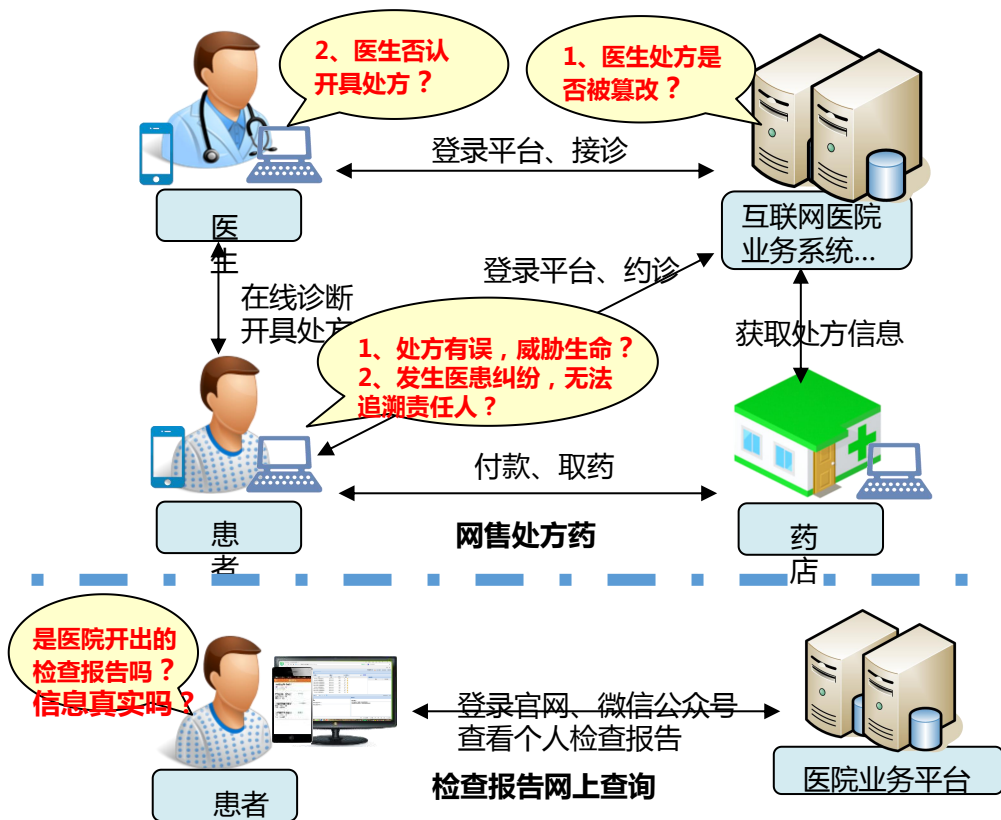 2、医生否认
开具处方？
1、医生处方是
否被篡改？
登录平台、接诊
医
生
互联网医院
业务系统...
登录平台、约诊
在线诊断
开具处方
获取处方信息
1、处方有误，威胁生命？
2、发生医患纠纷，无法
追溯责任人？
付款、取药
患
者
网售处方药
药
店
是医院开出的
检查报告吗？
信息真实吗？
登录官网、微信公众号
查看个人检查报告
患者
检查报告网上查询
医院业务平台